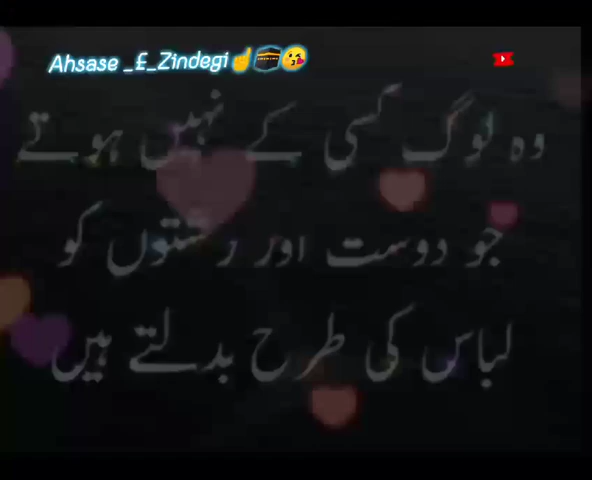 Ahsase _£_Zindegi☝🕋😘
وہ لوگ کسی کے نہیں ہوتے
جو دوست اور رشتوں کو
لباس کی طرح بدلتے ہیں